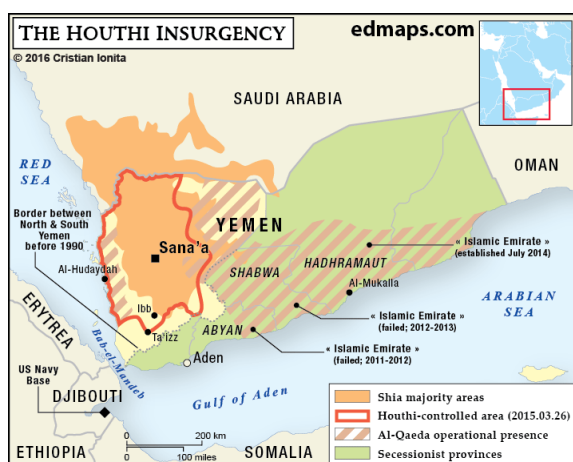 THE HOUTHI INSURGENCY
edmaps.com
© 2016 Cristian Ionita
SAUDI ARABIA
OMAN
RED
SEA
Border between
North & South
Yemen
before 1990
YEMEN
Sana'a
Al-Hudaydah
SHABWA
HADHRAMAUT
« Islamic Emirate »
(established July 2014)
Al-Mukalla
ARABIAN
SEA
ERYTREA
Ibb
Ta'izz
ABYAN
« Islamic Emirate »
(failed; 2012-2013)
Bab-el-Mandeb
Aden
« Islamic Emirate »
(failed; 2011-2012)
US Navy
Base
DJIBOUTI
Gulf of Aden
ETHIOPIA
0
200 km
0
100 miles
SOMALIA
Shia majority areas
Houthi-controlled area (2015.03.26)
Al-Qaeda operational presence
Secessionist provinces